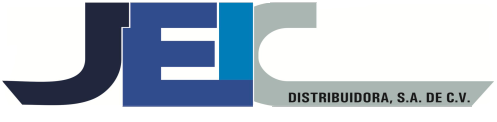 JEIC
DISTRIBUIDORA, S.A. DE C.V.